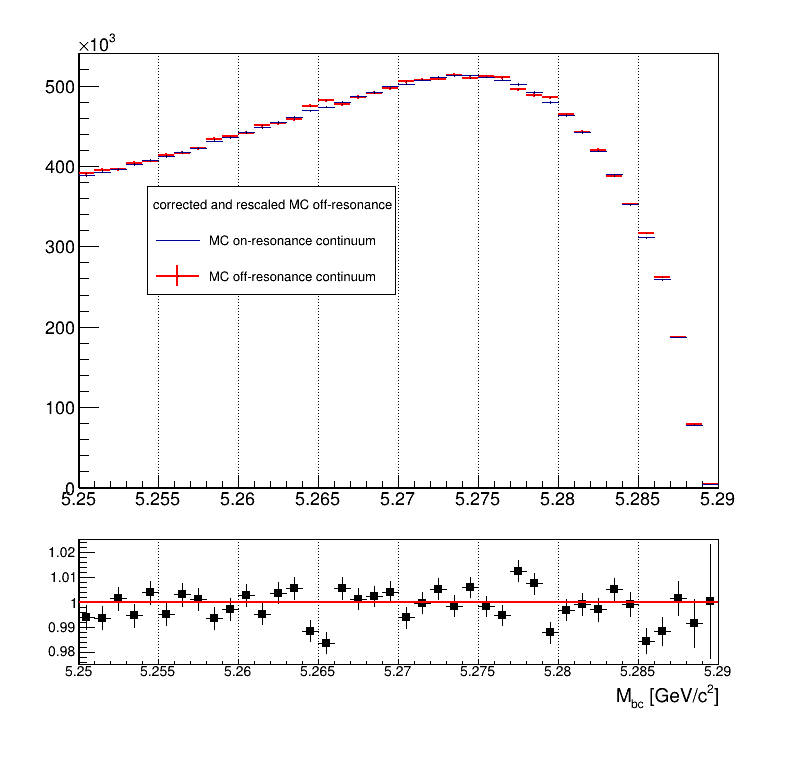 ×10³
500
400
300
200
100
0
corrected and rescaled MC off-resonance
MC on-resonance continuum
MC off-resonance continuum
5.25 5.255 5.26 5.265 5.27 5.275 5.28 5.285 5.29
1.02
1.01
1
0.99
0.98
5.25 5.255 5.26 5.265 5.27 5.275 5.28 5.285 5.29
M_bc [GeV/c²]